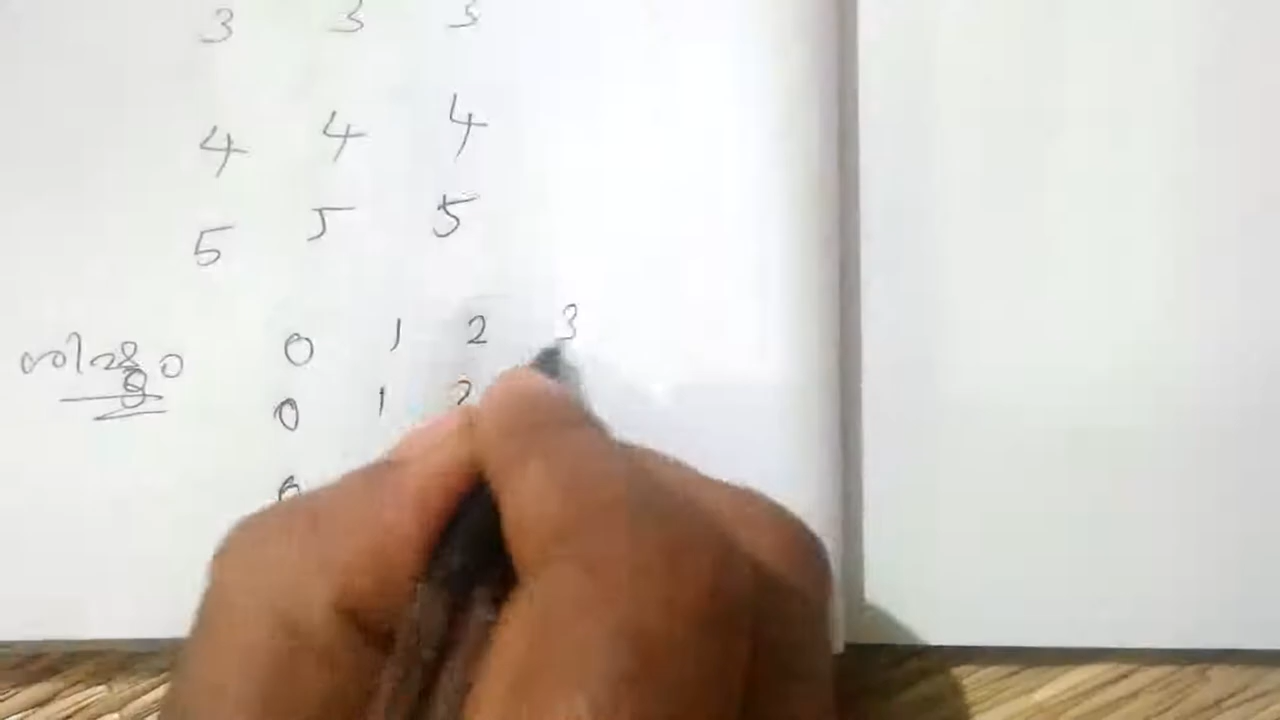 3 3 3
4 4 4
5 5 5
0 1 2 3
0 1 2
0